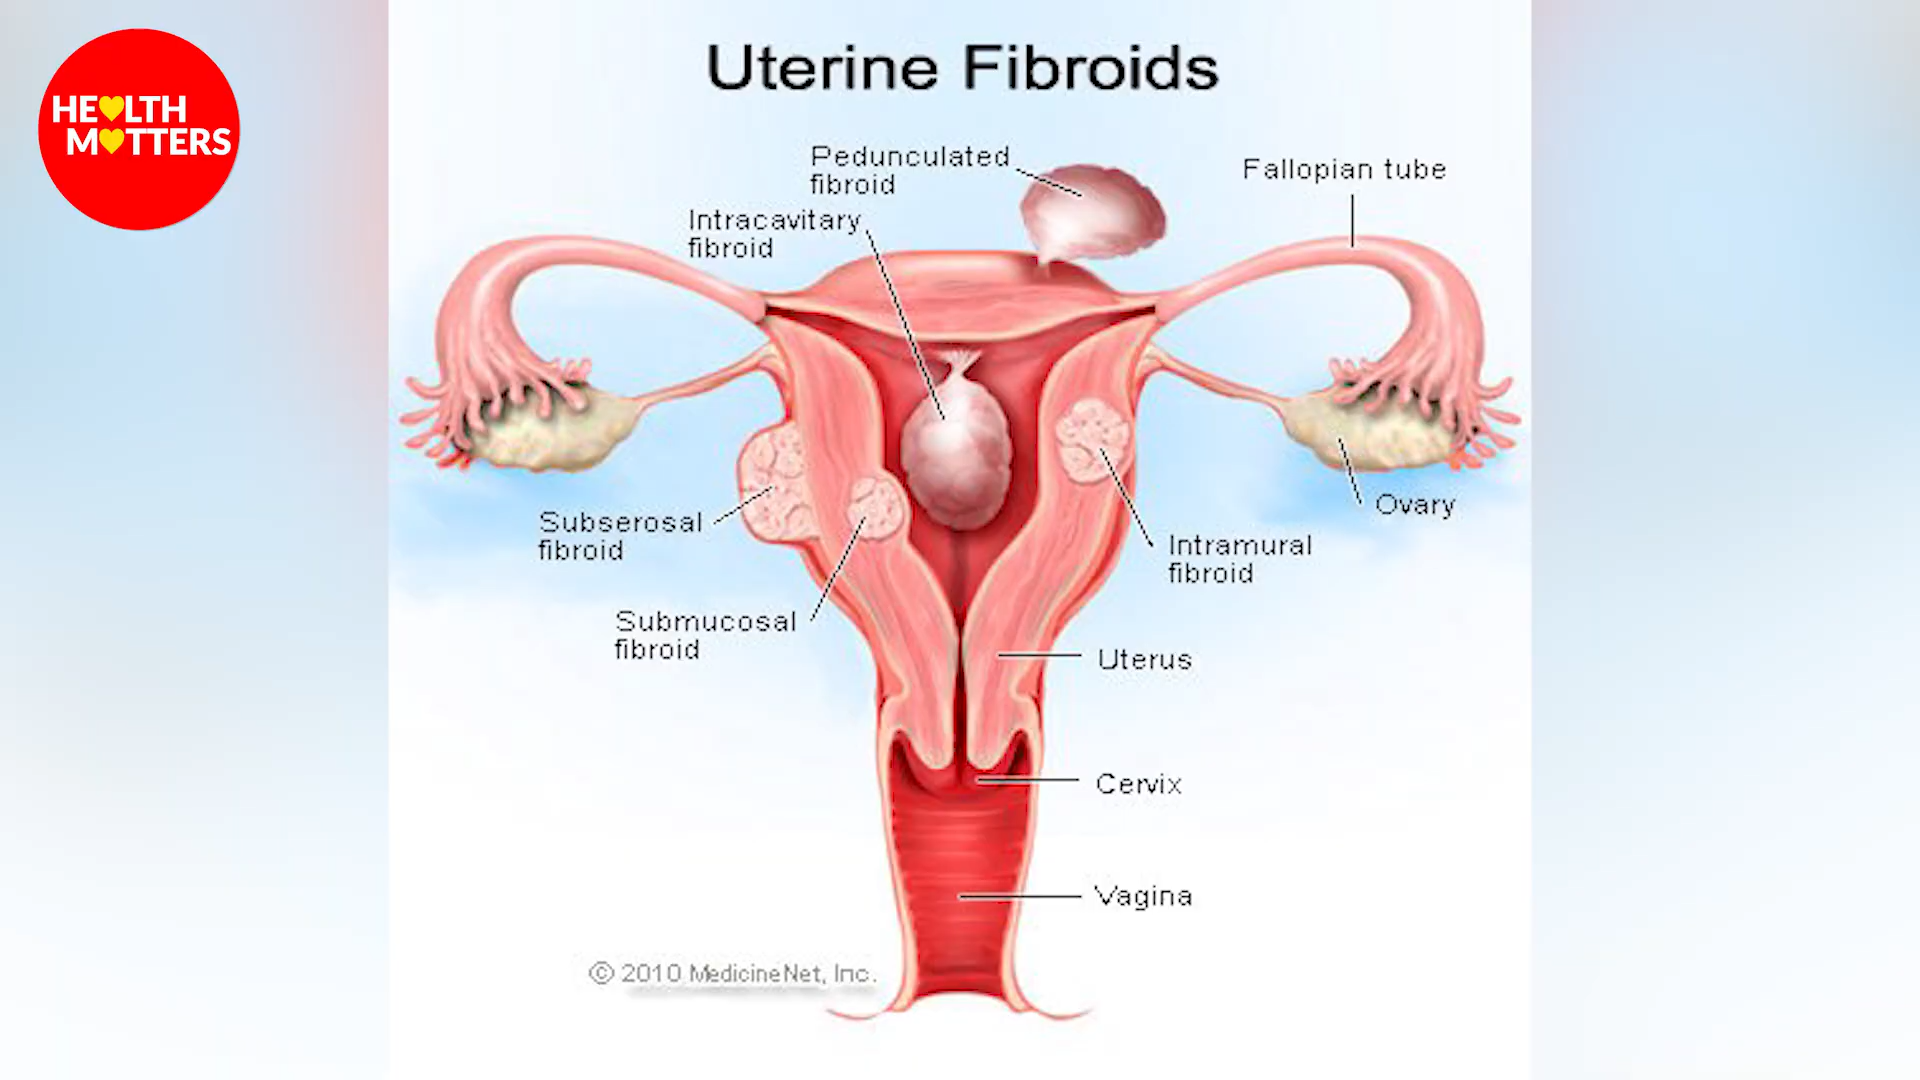 HEALTH
MATTERS
Uterine Fibroids
Pedunculated
fibroid
Fallopian tube
Intracavitary
fibroid
Subserosal
fibroid
Ovary
Intramural
fibroid
Submucosal
fibroid
Uterus
Cervix
Vagina
© 2010 MedicineNet, Inc.